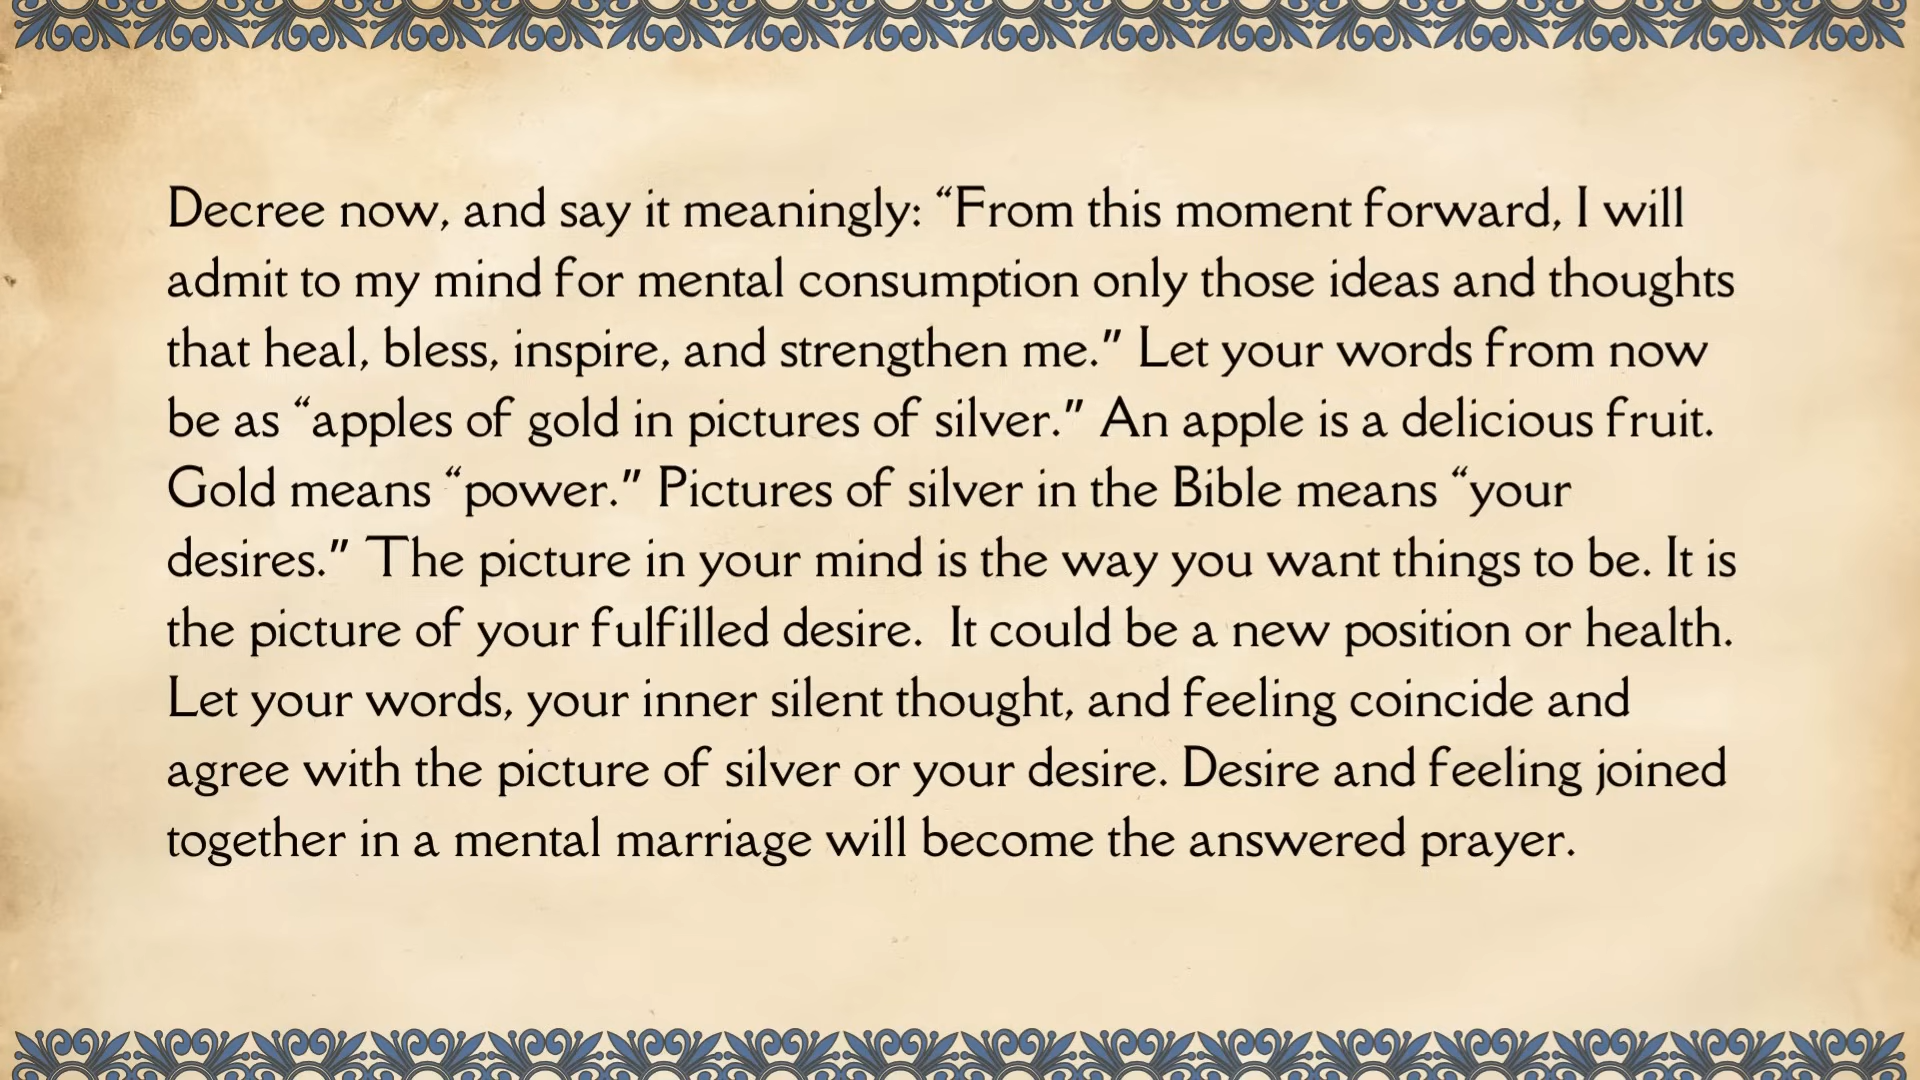 Decree now, and say it meaningly: “From this moment forward, I will
admit to my mind for mental consumption only those ideas and thoughts
that heal, bless, inspire, and strengthen me.” Let your words from now
be as “apples of gold in pictures of silver.” An apple is a delicious fruit.
Gold means “power.” Pictures of silver in the Bible means “your
desires.” The picture in your mind is the way you want things to be. It is
the picture of your fulfilled desire.  It could be a new position or health.
Let your words, your inner silent thought, and feeling coincide and
agree with the picture of silver or your desire. Desire and feeling joined
together in a mental marriage will become the answered prayer.